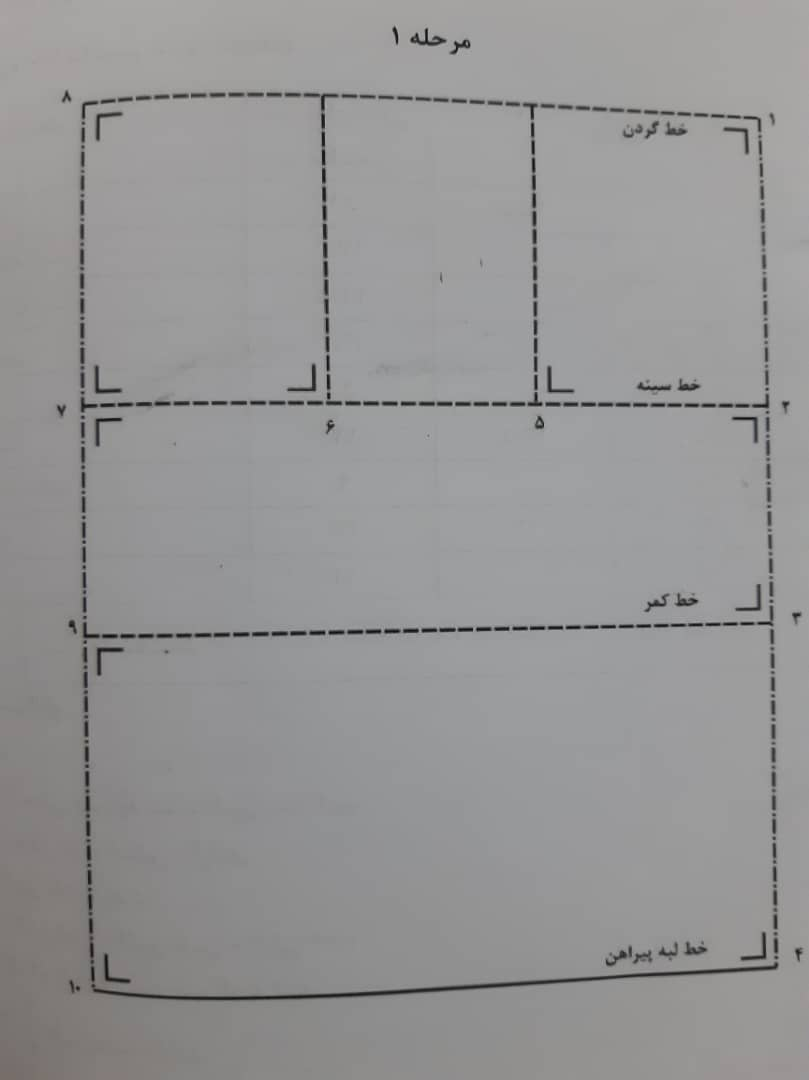 مرحله ۱
۸
۱
خط گردن
خط سینه
۷
۶
۵
۲
خط کمر
۹
۳
خط لبه پیراهن
۱۰
۴